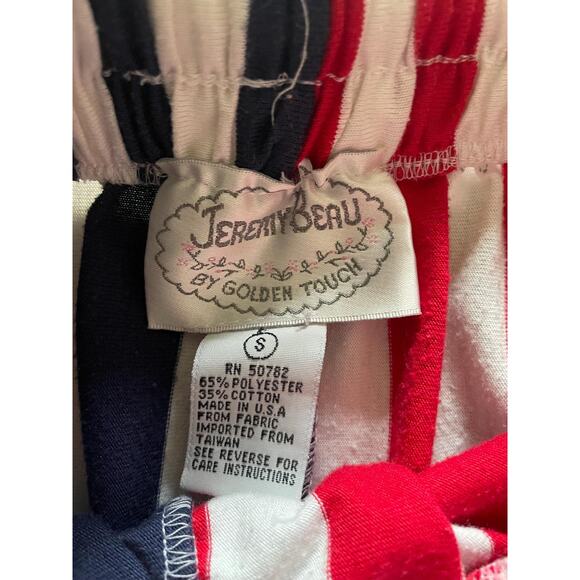 JEREMY BEAU
BY GOLDEN TOUCH
S
RN 50782
65% POLYESTER
35% COTTON
MADE IN U.S.A
FROM FABRIC
IMPORTED FROM
TAIWAN
SEE REVERSE FOR
CARE INSTRUCTIONS